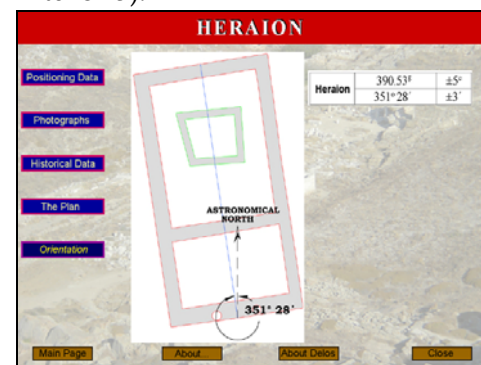 HERAION
Positioning Data
Photographs
Historical Data
The Plan
Orientation
ASTRONOMICAL
NORTH
351° 28'
Heraion 390.53ᵍ ±5ᶜ
351°28´ ±3´
Main Page
About...
About Delos
Close